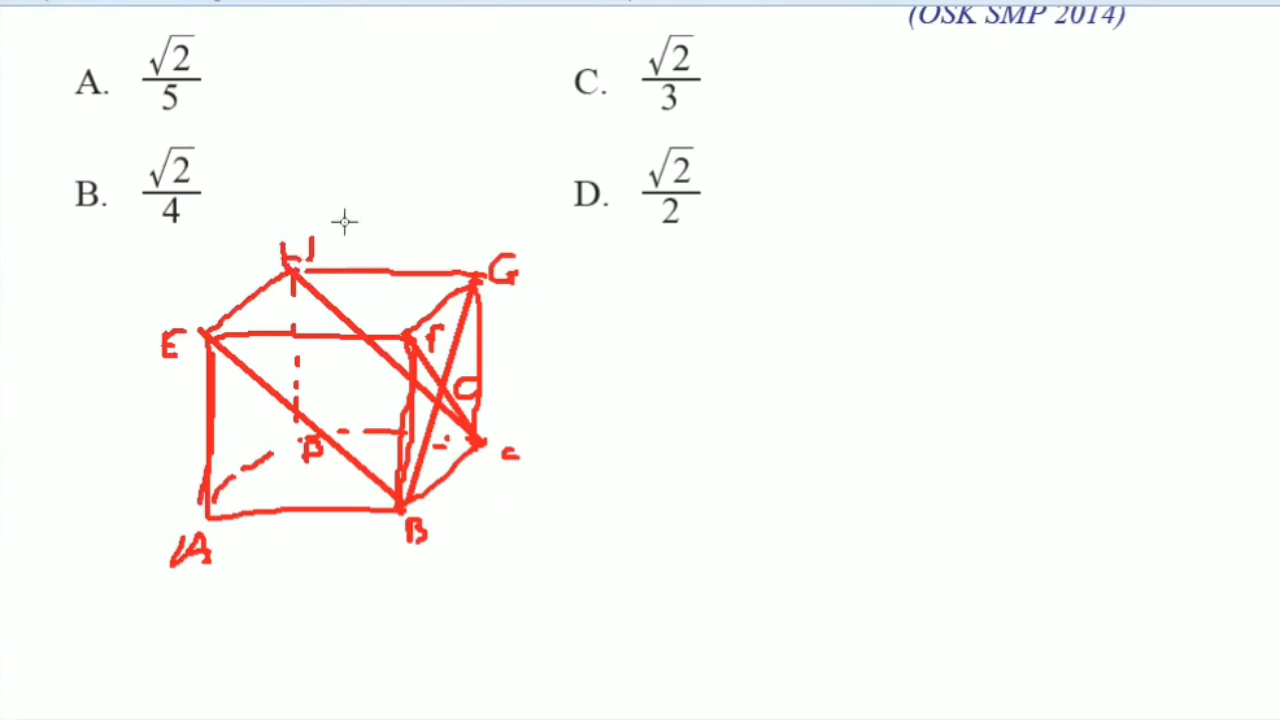 (OSK SMP 2014)
A. √2/5
C. √2/3
B. √2/4
D. √2/2
H
G
E
F
O
D
C
A
B